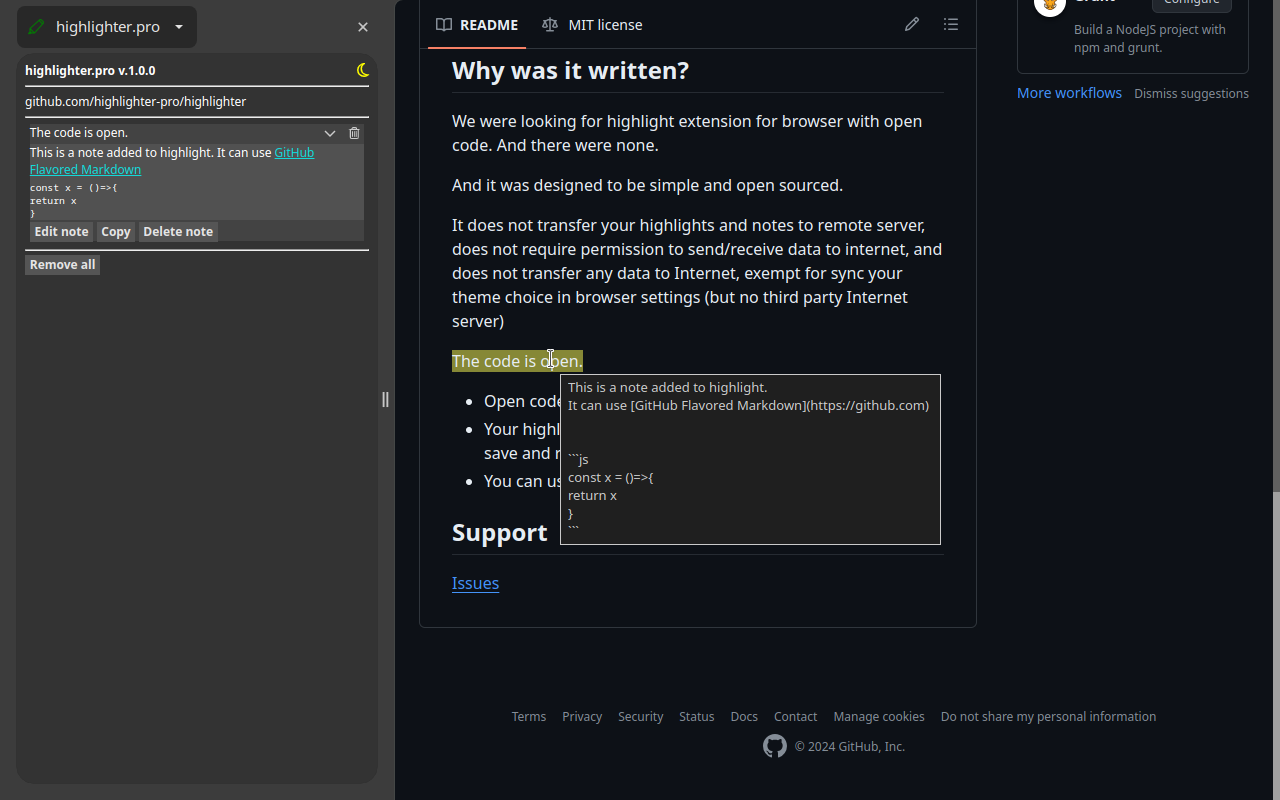 highlighter.pro
highlighter.pro v.1.0.0
github.com/highlighter-pro/highlighter
The code is open.
This is a note added to highlight. It can use GitHub
Flavored Markdown
const x = ()=>{
return x
}
Edit note Copy Delete note
Remove all
README MIT license
Why was it written?
We were looking for highlight extension for browser with open
code. And there were none.
And it was designed to be simple and open sourced.
It does not transfer your highlights and notes to remote server,
does not require permission to send/receive data to internet, and
does not transfer any data to Internet, exempt for sync your
theme choice in browser settings (but no third party Internet
server)
The code is open.
This is a note added to highlight.
It can use [GitHub Flavored Markdown](https://github.com)
```js
const x = ()=>{
return x
}
```
Open code
Your highl
save and r
You can us
Support
Issues
Configure
Build a NodeJS project with
npm and grunt.
More workflows Dismiss suggestions
Terms Privacy Security Status Docs Contact Manage cookies Do not share my personal information
© 2024 GitHub, Inc.